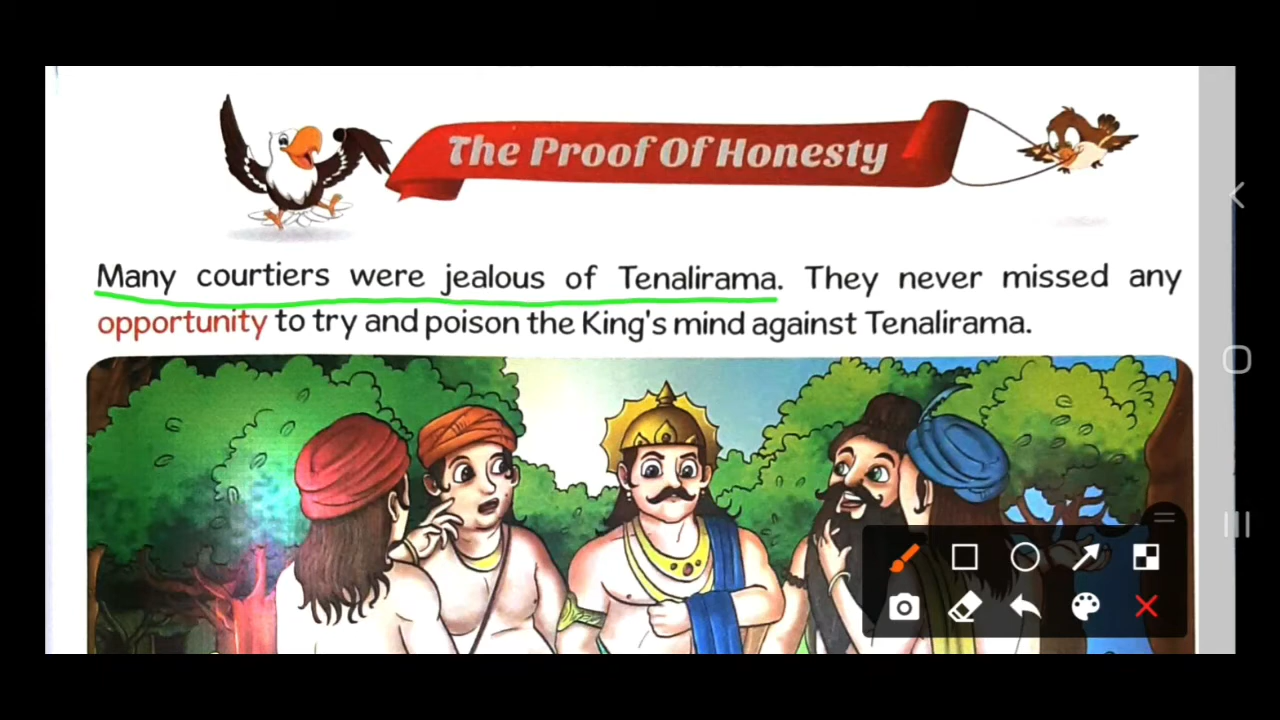 The Proof Of Honesty
Many courtiers were jealous of Tenalirama. They never missed any
opportunity to try and poison the King's mind against Tenalirama.